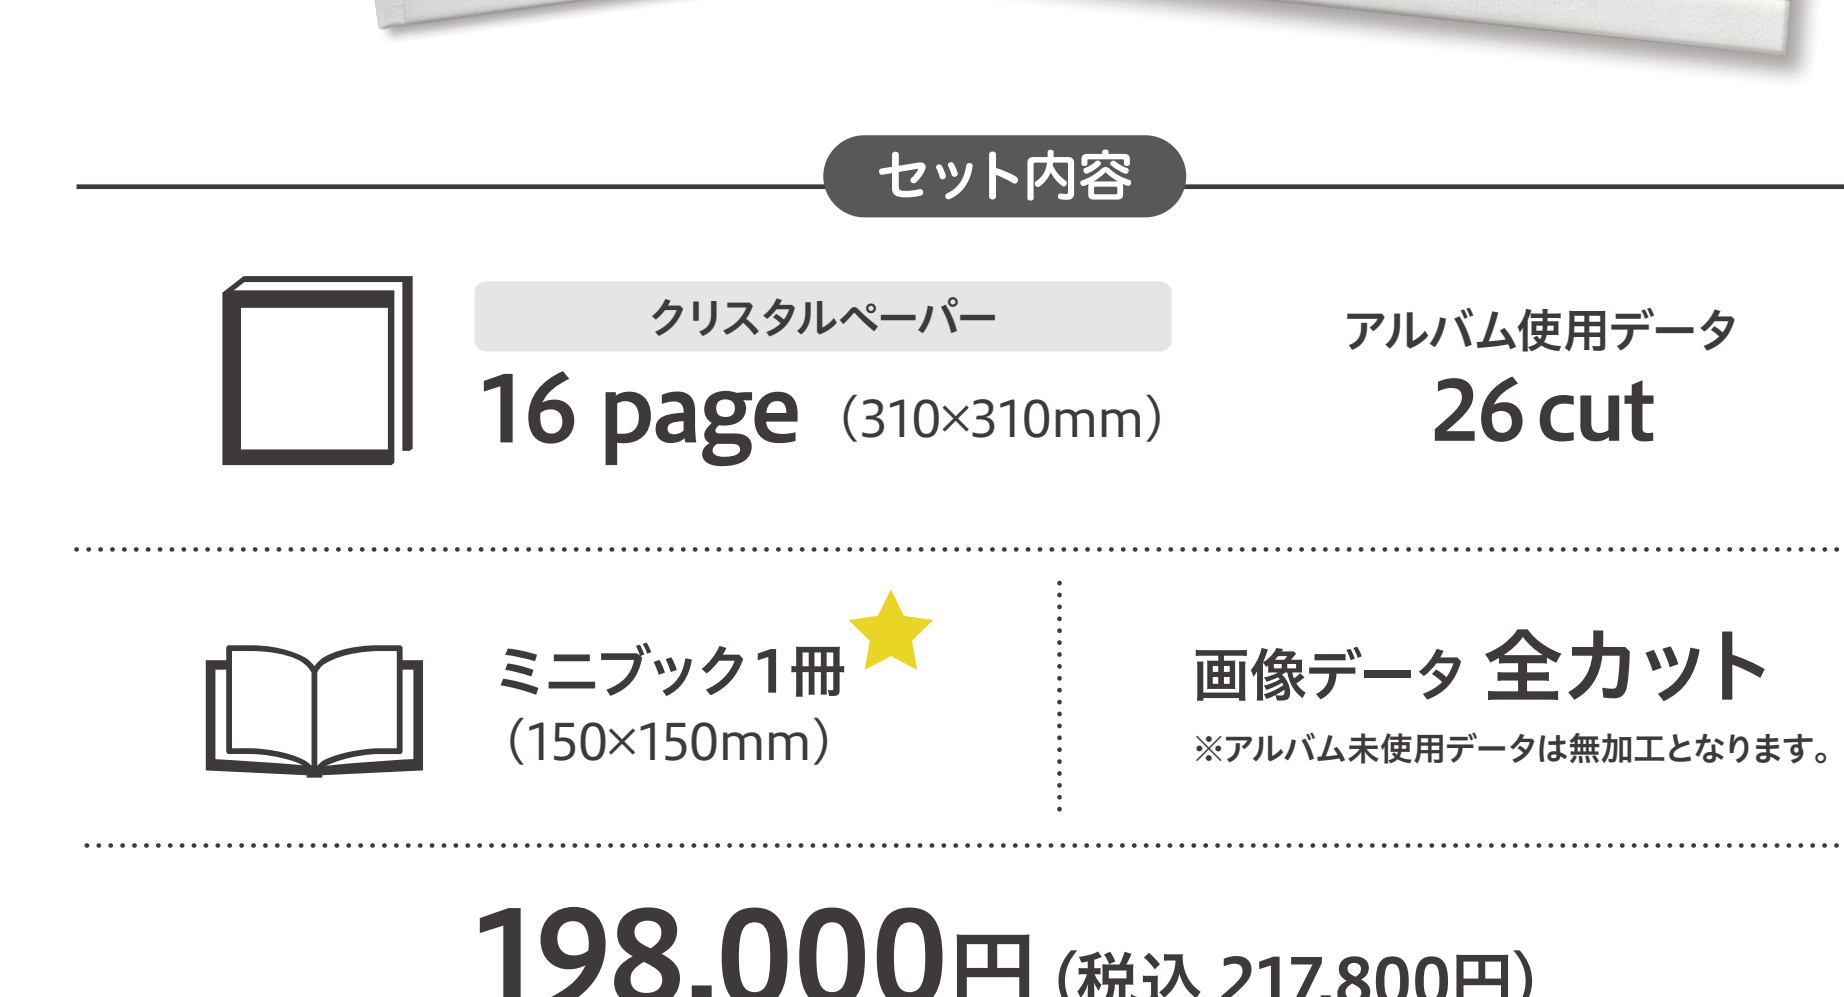 セット内容
クリスタルペーパー
16 page （310×310mm）
アルバム使用データ
26 cut
ミニブック1冊
（150×150mm）
画像データ 全カット
※アルバム未使用データは無加工となります。
198,000円（税込 217,800円）